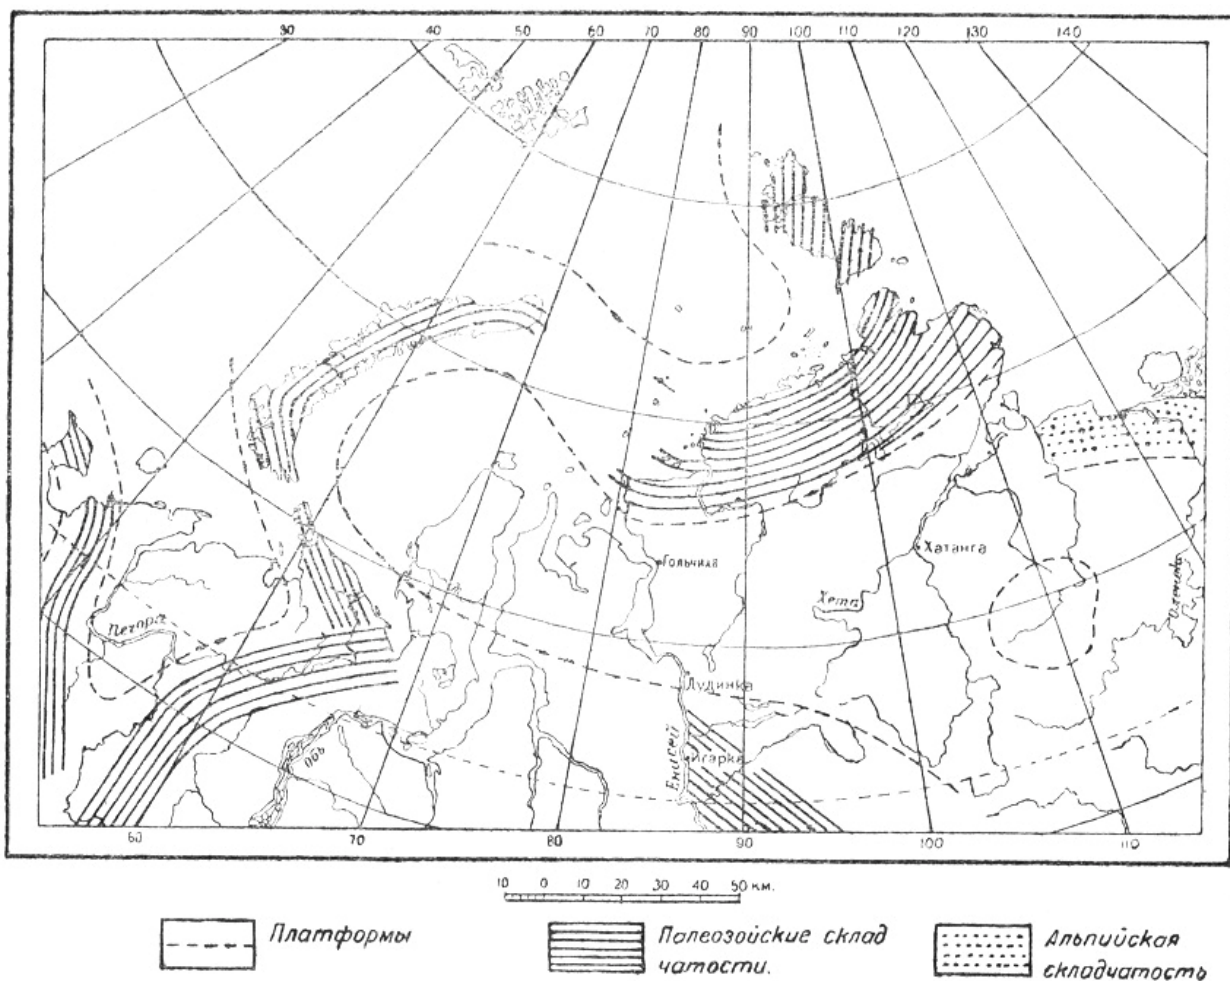 30 40 50 60 70 80 90 100 110 120 130 140
Гольчиха
Хатанга
Хета
Печора
Дудинка
Обь
Енисей
Игарка
60 70 80 90 100 110
10 0 10 20 30 40 50 км.
Платформы
Палеозойские склад
чатости.
Альпийская
складчатость